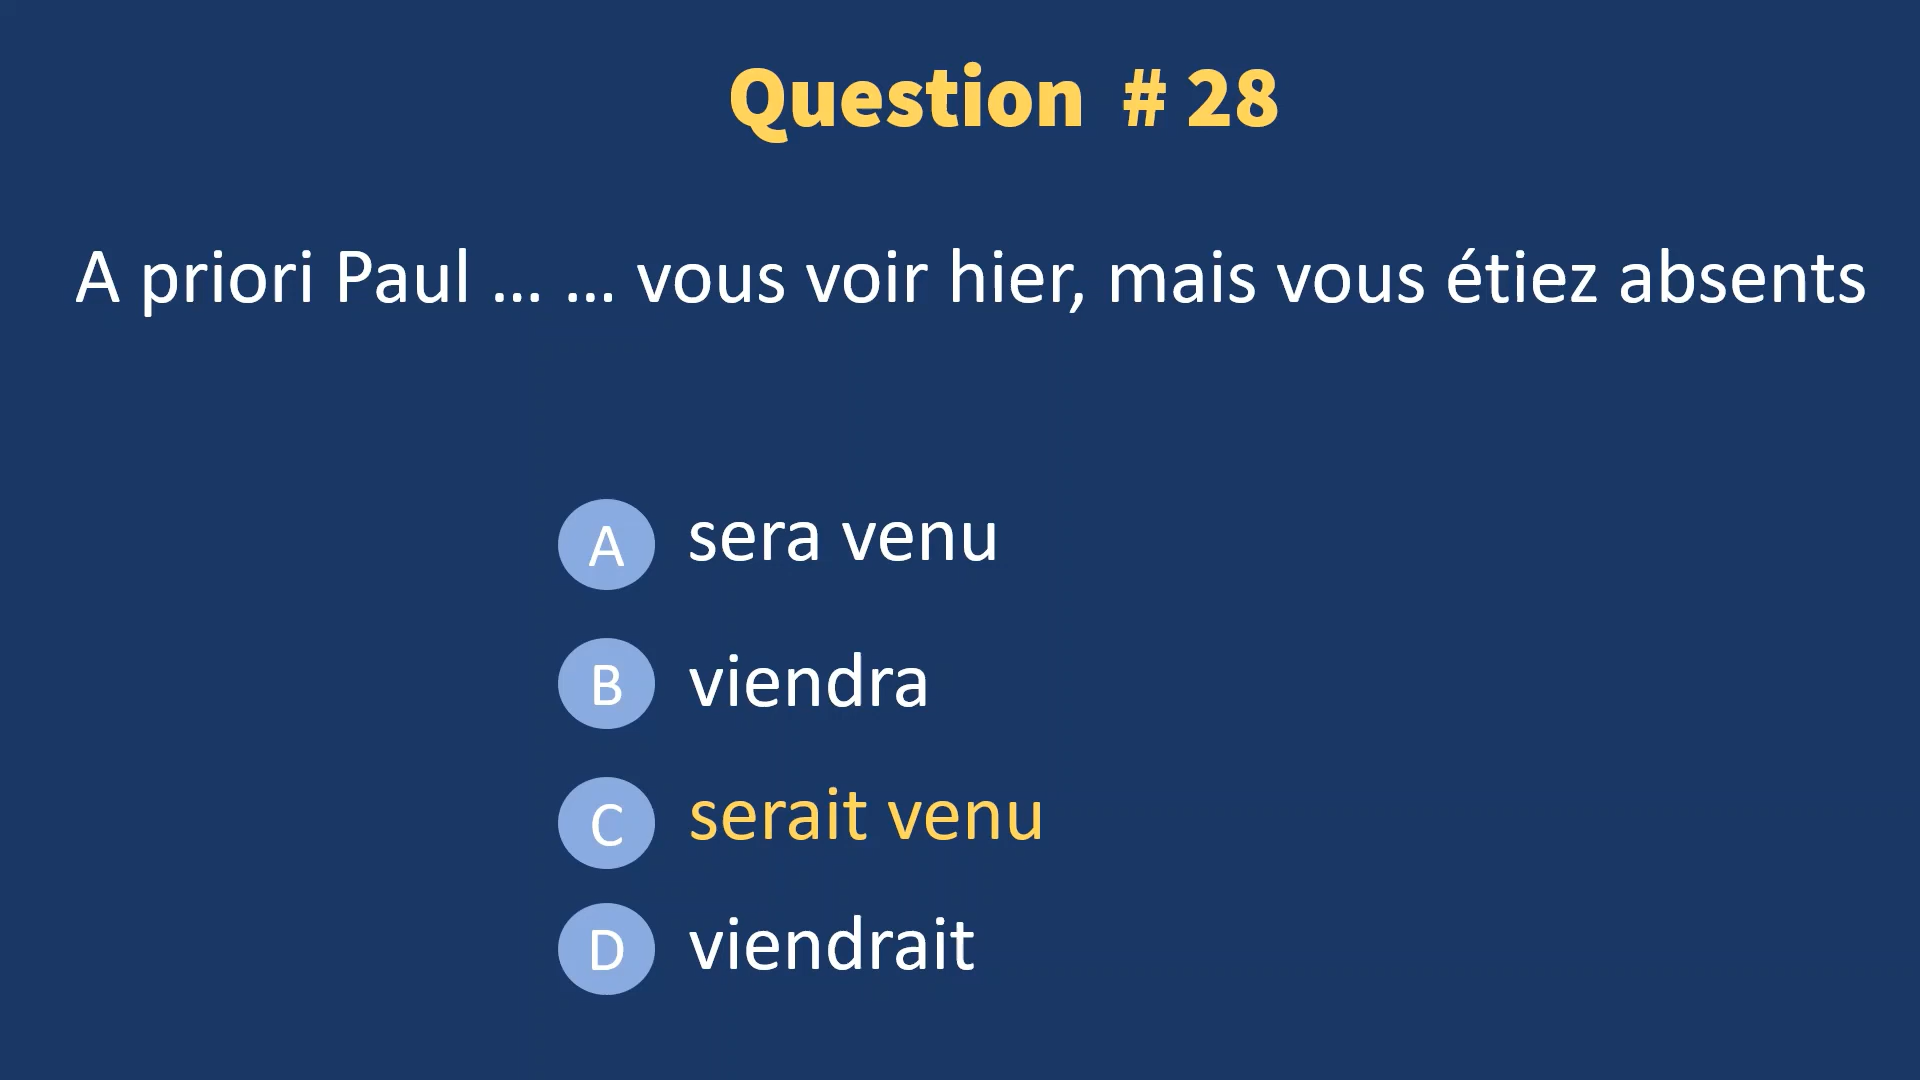 Question # 28
A priori Paul ... ... vous voir hier, mais vous étiez absents
A sera venu
B viendra
C serait venu
D viendrait